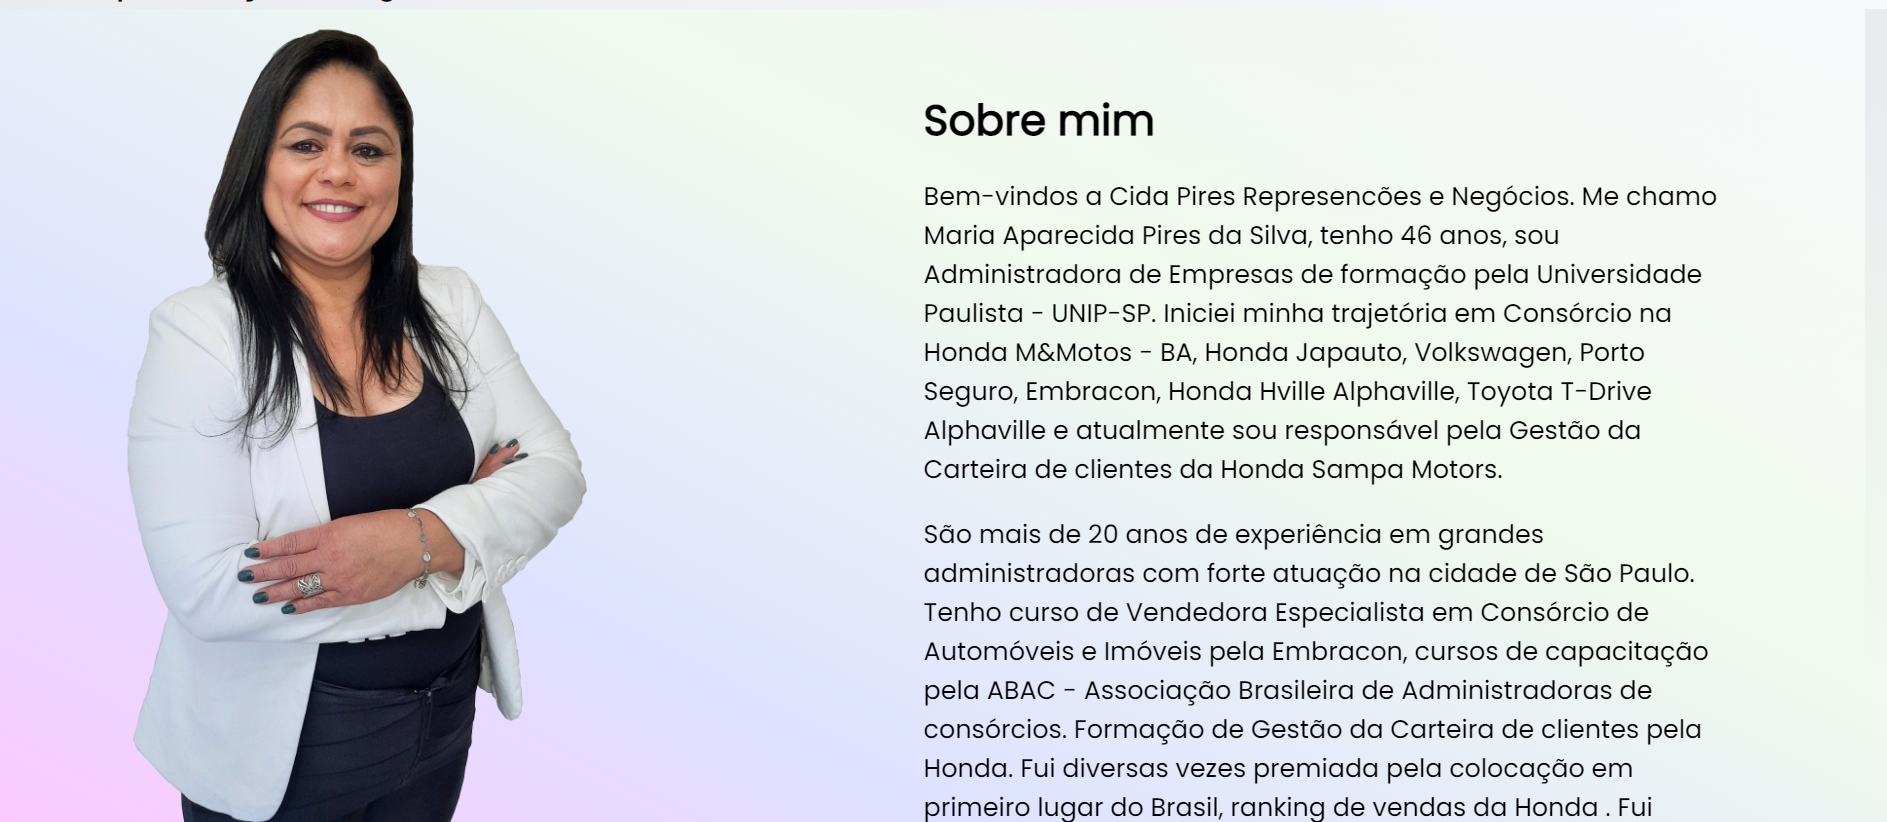 Sobre mim
Bem-vindos a Cida Pires Represencões e Negócios. Me chamo
Maria Aparecida Pires da Silva, tenho 46 anos, sou
Administradora de Empresas de formação pela Universidade
Paulista - UNIP-SP. Iniciei minha trajetória em Consórcio na
Honda M&Motos - BA, Honda Japauto, Volkswagen, Porto
Seguro, Embracon, Honda Hville Alphaville, Toyota T-Drive
Alphaville e atualmente sou responsável pela Gestão da
Carteira de clientes da Honda Sampa Motors.
São mais de 20 anos de experiência em grandes
administradoras com forte atuação na cidade de São Paulo.
Tenho curso de Vendedora Especialista em Consórcio de
Automóveis e Imóveis pela Embracon, cursos de capacitação
pela ABAC - Associação Brasileira de Administradoras de
consórcios. Formação de Gestão da Carteira de clientes pela
Honda. Fui diversas vezes premiada pela colocação em
primeiro lugar do Brasil, ranking de vendas da Honda . Fui